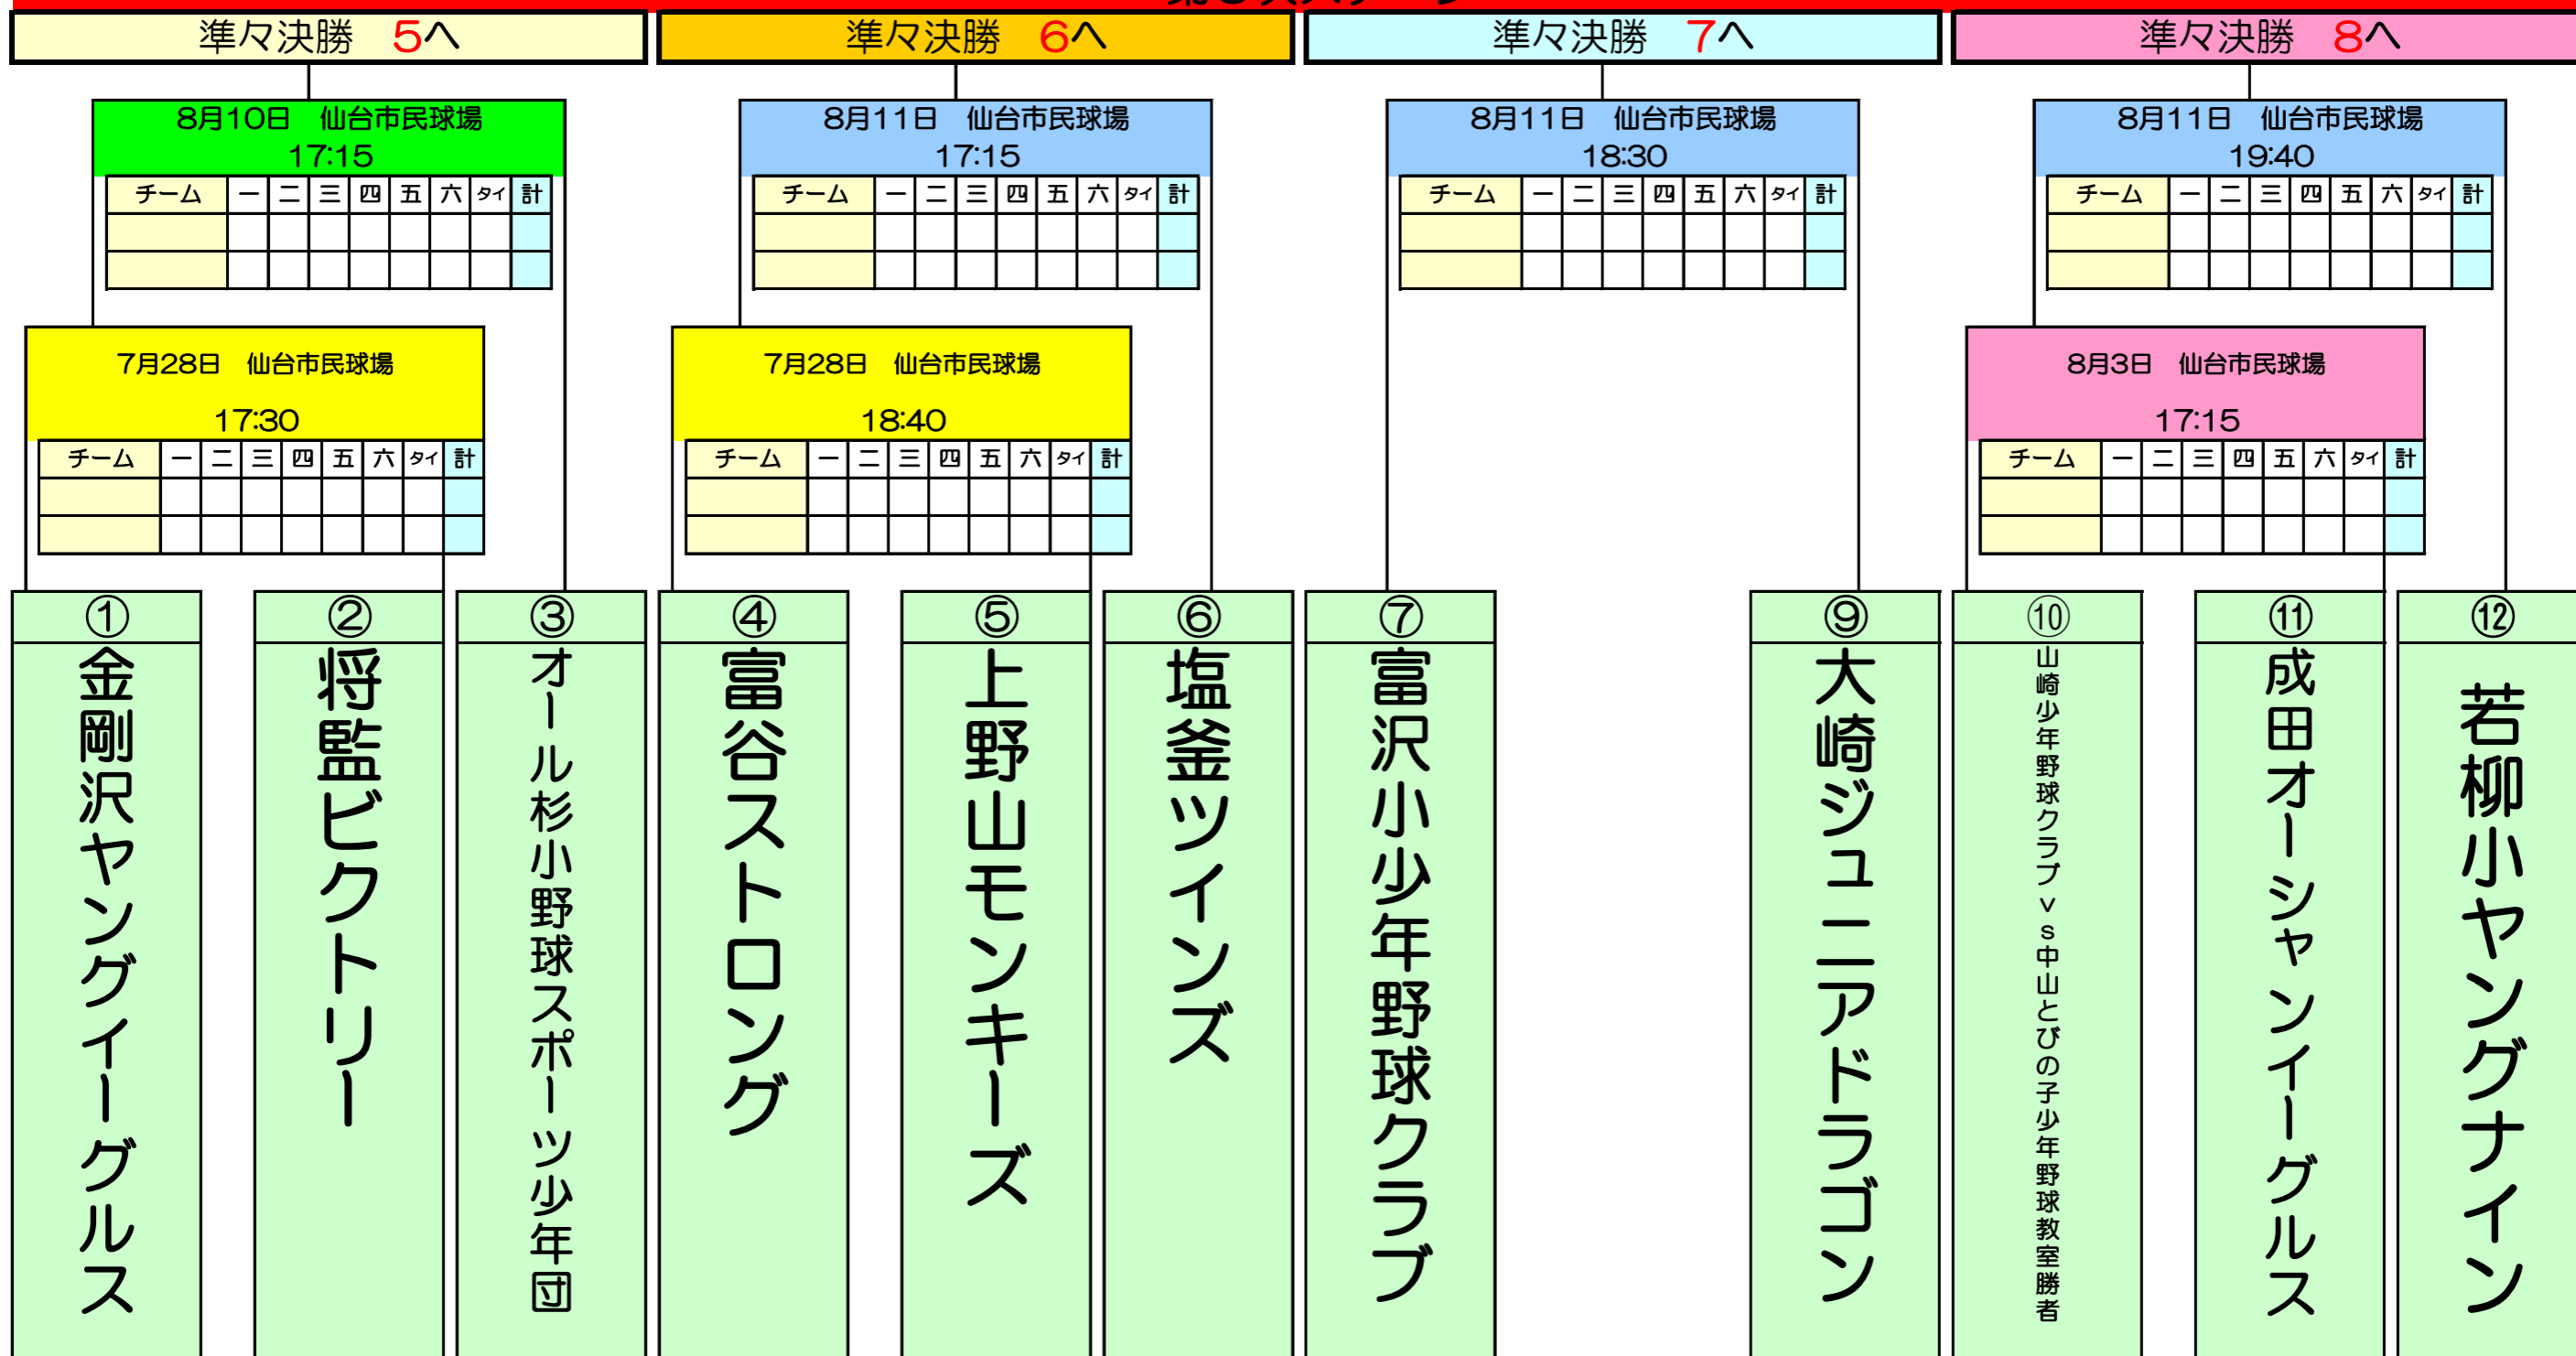 準々決勝　5へ
準々決勝　6へ
準々決勝　7へ
準々決勝　8へ
8月10日　仙台市民球場
17:15
チーム 一 二 三 四 五 六 タイ 計
8月11日　仙台市民球場
17:15
チーム 一 二 三 四 五 六 タイ 計
8月11日　仙台市民球場
18:30
チーム 一 二 三 四 五 六 タイ 計
8月11日　仙台市民球場
19:40
チーム 一 二 三 四 五 六 タイ 計
7月28日　仙台市民球場
17:30
チーム 一 二 三 四 五 六 タイ 計
7月28日　仙台市民球場
18:40
チーム 一 二 三 四 五 六 タイ 計
8月3日　仙台市民球場
17:15
チーム 一 二 三 四 五 六 タイ 計
①
金剛沢ヤングイーグルス
②
将監ビクトリー
③
オール杉小野球スポーツ少年団
④
富谷ストロング
⑤
上野山モンキーズ
⑥
塩釜ツインズ
⑦
富沢小少年野球クラブ
⑨
大崎ジュニアドラゴン
⑩
山崎少年野球クラブｖｓ中山とびの子少年野球教室勝者
⑪
成田オーシャンイーグルス
⑫
若柳小ヤングナイン